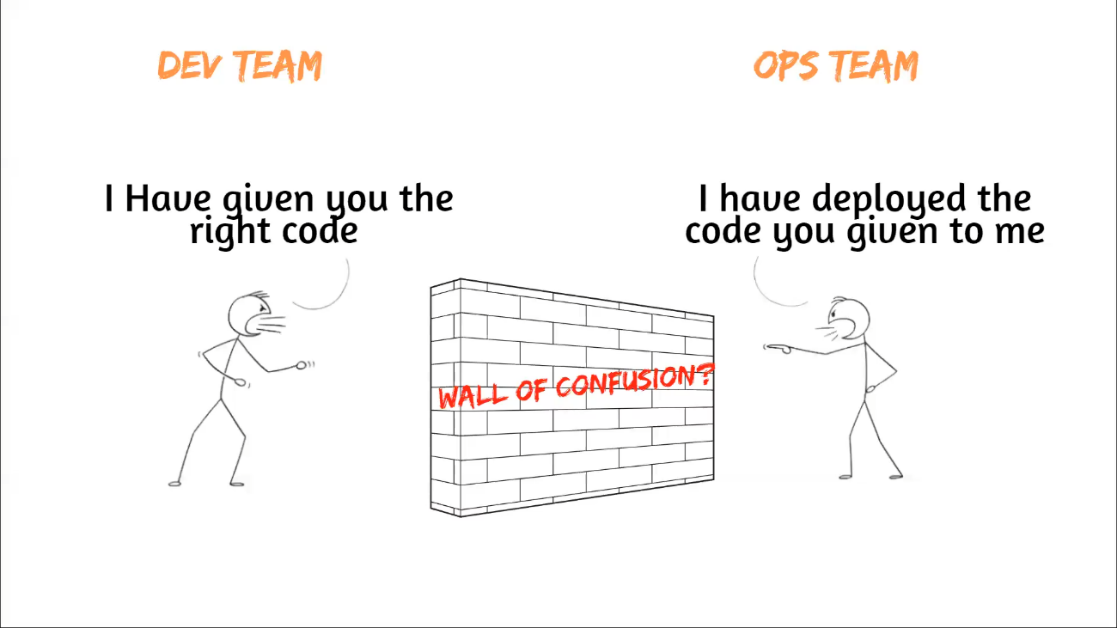 DEV TEAM
OPS TEAM
I Have given you the
right code
I have deployed the
code you given to me
WALL OF CONFUSION?